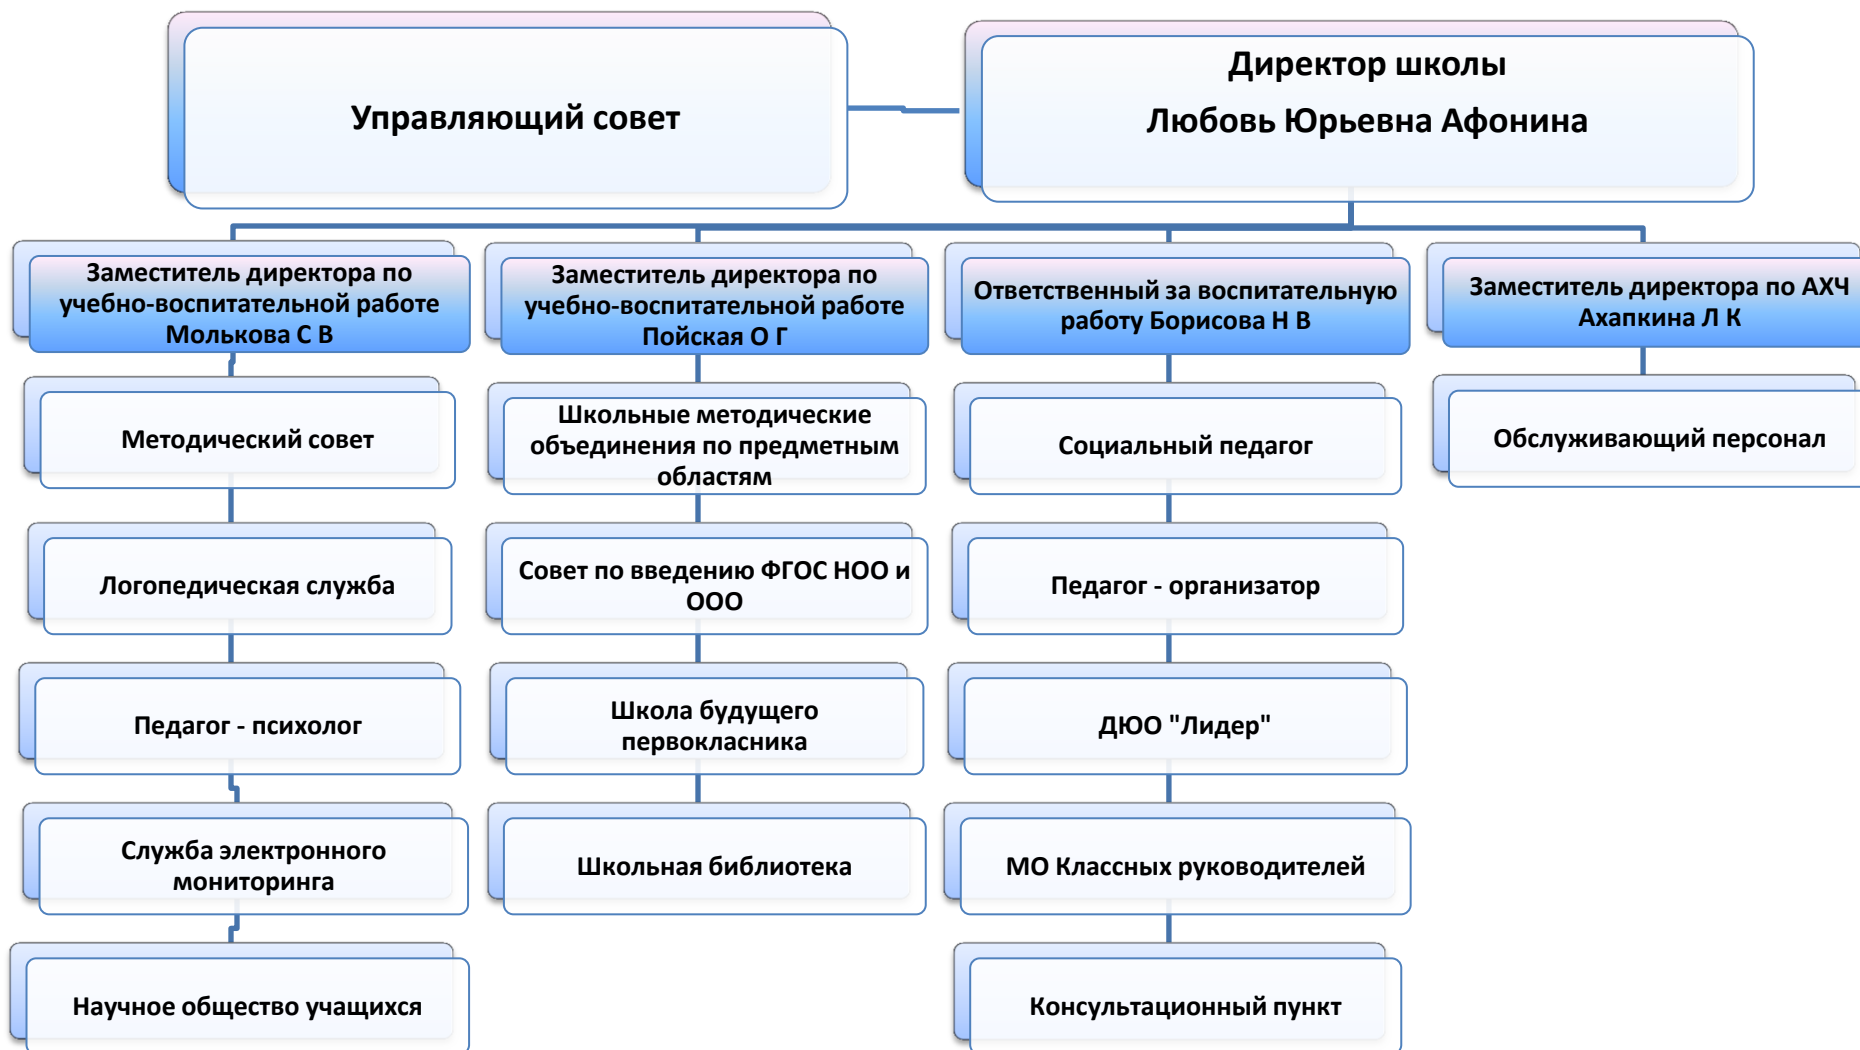 Управляющий совет
Директор школы
Любовь Юрьевна Афонина
Заместитель директора по
учебно-воспитательной работе
Молькова С В
Заместитель директора по
учебно-воспитательной работе
Пойская О Г
Ответственный за воспитательную
работу Борисова Н В
Заместитель директора по АХЧ
Ахапкина Л К
Методический совет
Школьные методические
объединения по предметным
областям
Социальный педагог
Обслуживающий персонал
Логопедическая служба
Совет по введению ФГОС НОО и
ООО
Педагог - организатор
Педагог - психолог
Школа будущего
первокласника
ДЮО "Лидер"
Служба электронного
мониторинга
Школьная библиотека
МО Классных руководителей
Научное общество учащихся
Консультационный пункт